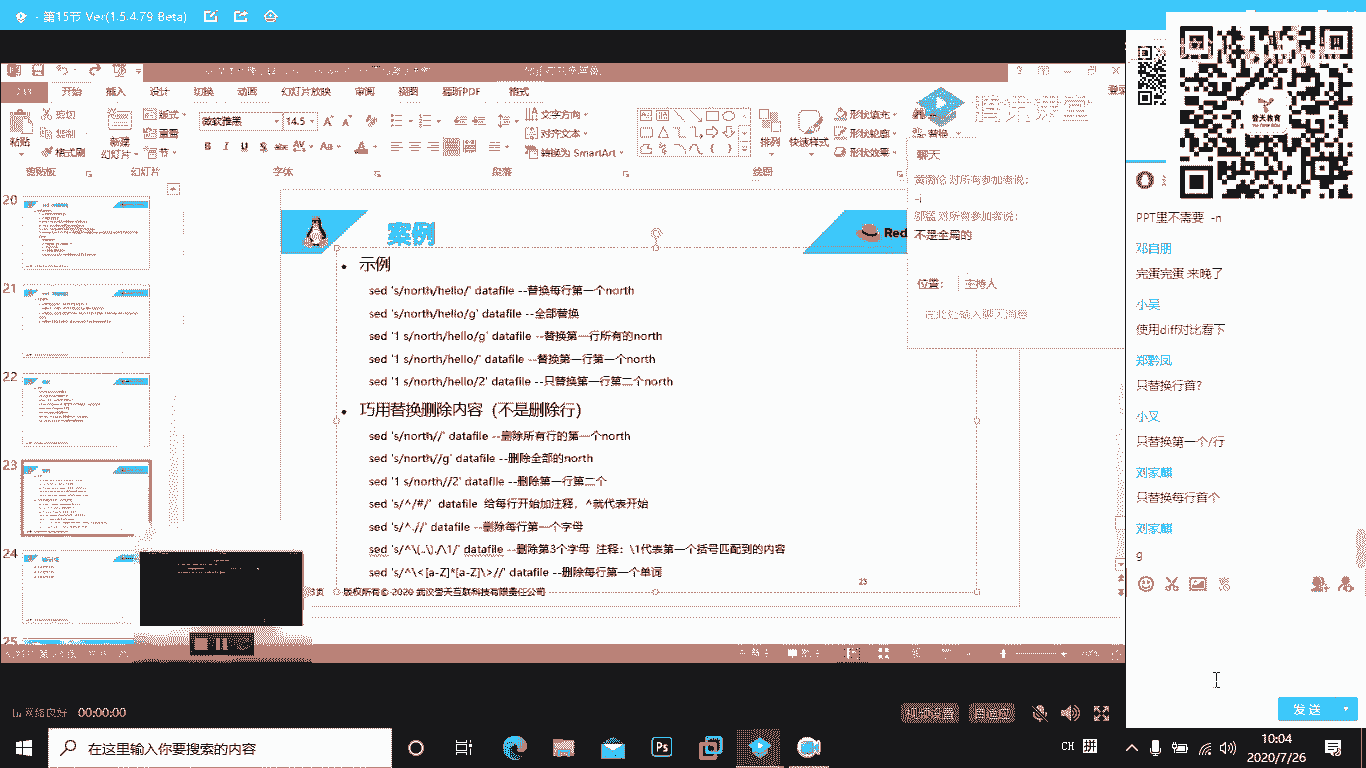 - 第15节 Ver(1.5.4.79 Beta)
开始 插入 设计 切换 动画 幻灯片放映 审阅 视图 福昕PDF 格式
剪切
复制
格式刷
粘贴
新建
幻灯片
版式
重置
节
微软雅黑 14.5
文字方向
对齐文本
转换为 SmartArt
排列 快速样式
形状填充
形状轮廓
形状效果
替换
剪贴板 幻灯片 字体 段落 绘图
腾讯课堂
聊天
对所有参加者说:
对所有参加者说:
不是全局的
位置: 主持人
20
21
22
23
24
25
案例
Red
• 示例
sed 's/north/hello/' datafile --替换每行第一个north
sed 's/north/hello/g' datafile --全部替换
sed '1 s/north/hello/g' datafile --替换第一行所有的north
sed '1 s/north/hello/' datafile --替换第一行第一个north
sed '1 s/north/hello/2' datafile --只替换第一行第二个north
• 巧用替换删除内容（不是删除行）
sed 's/north//' datafile --删除所有行的第一个north
sed 's/north//g' datafile --删除全部的north
sed '1 s/north//2' datafile --删除第一行第二个
sed 's/^/#/' datafile 给每行开始加注释，^就代表开始
sed 's/^.//' datafile --删除每行第一个字母
sed 's/^\(..\)./\1/' datafile --删除第3个字母 注释：\1代表第一个括号匹配到的内容
sed 's/^\<[a-Z]*[a-Z]\>//' datafile --删除每行第一个单词
23
版权所有© 2020 武汉誉天互联科技有限责任公司
誉天教育
PPT里不需要 -n
邓自朋
完蛋完蛋 来晚了
小吴
使用diff对比看下
郑黔凤
只替换行首?
小叉
只替换第一个/行
刘家麟
只替换每行首个
刘家麟
g
发 送
网络良好 00:00:00
视频设置
在这里输入你要搜索的内容
Ps
CH
10:04
2020/7/26